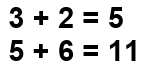 3 + 2 = 5
5 + 6 = 11